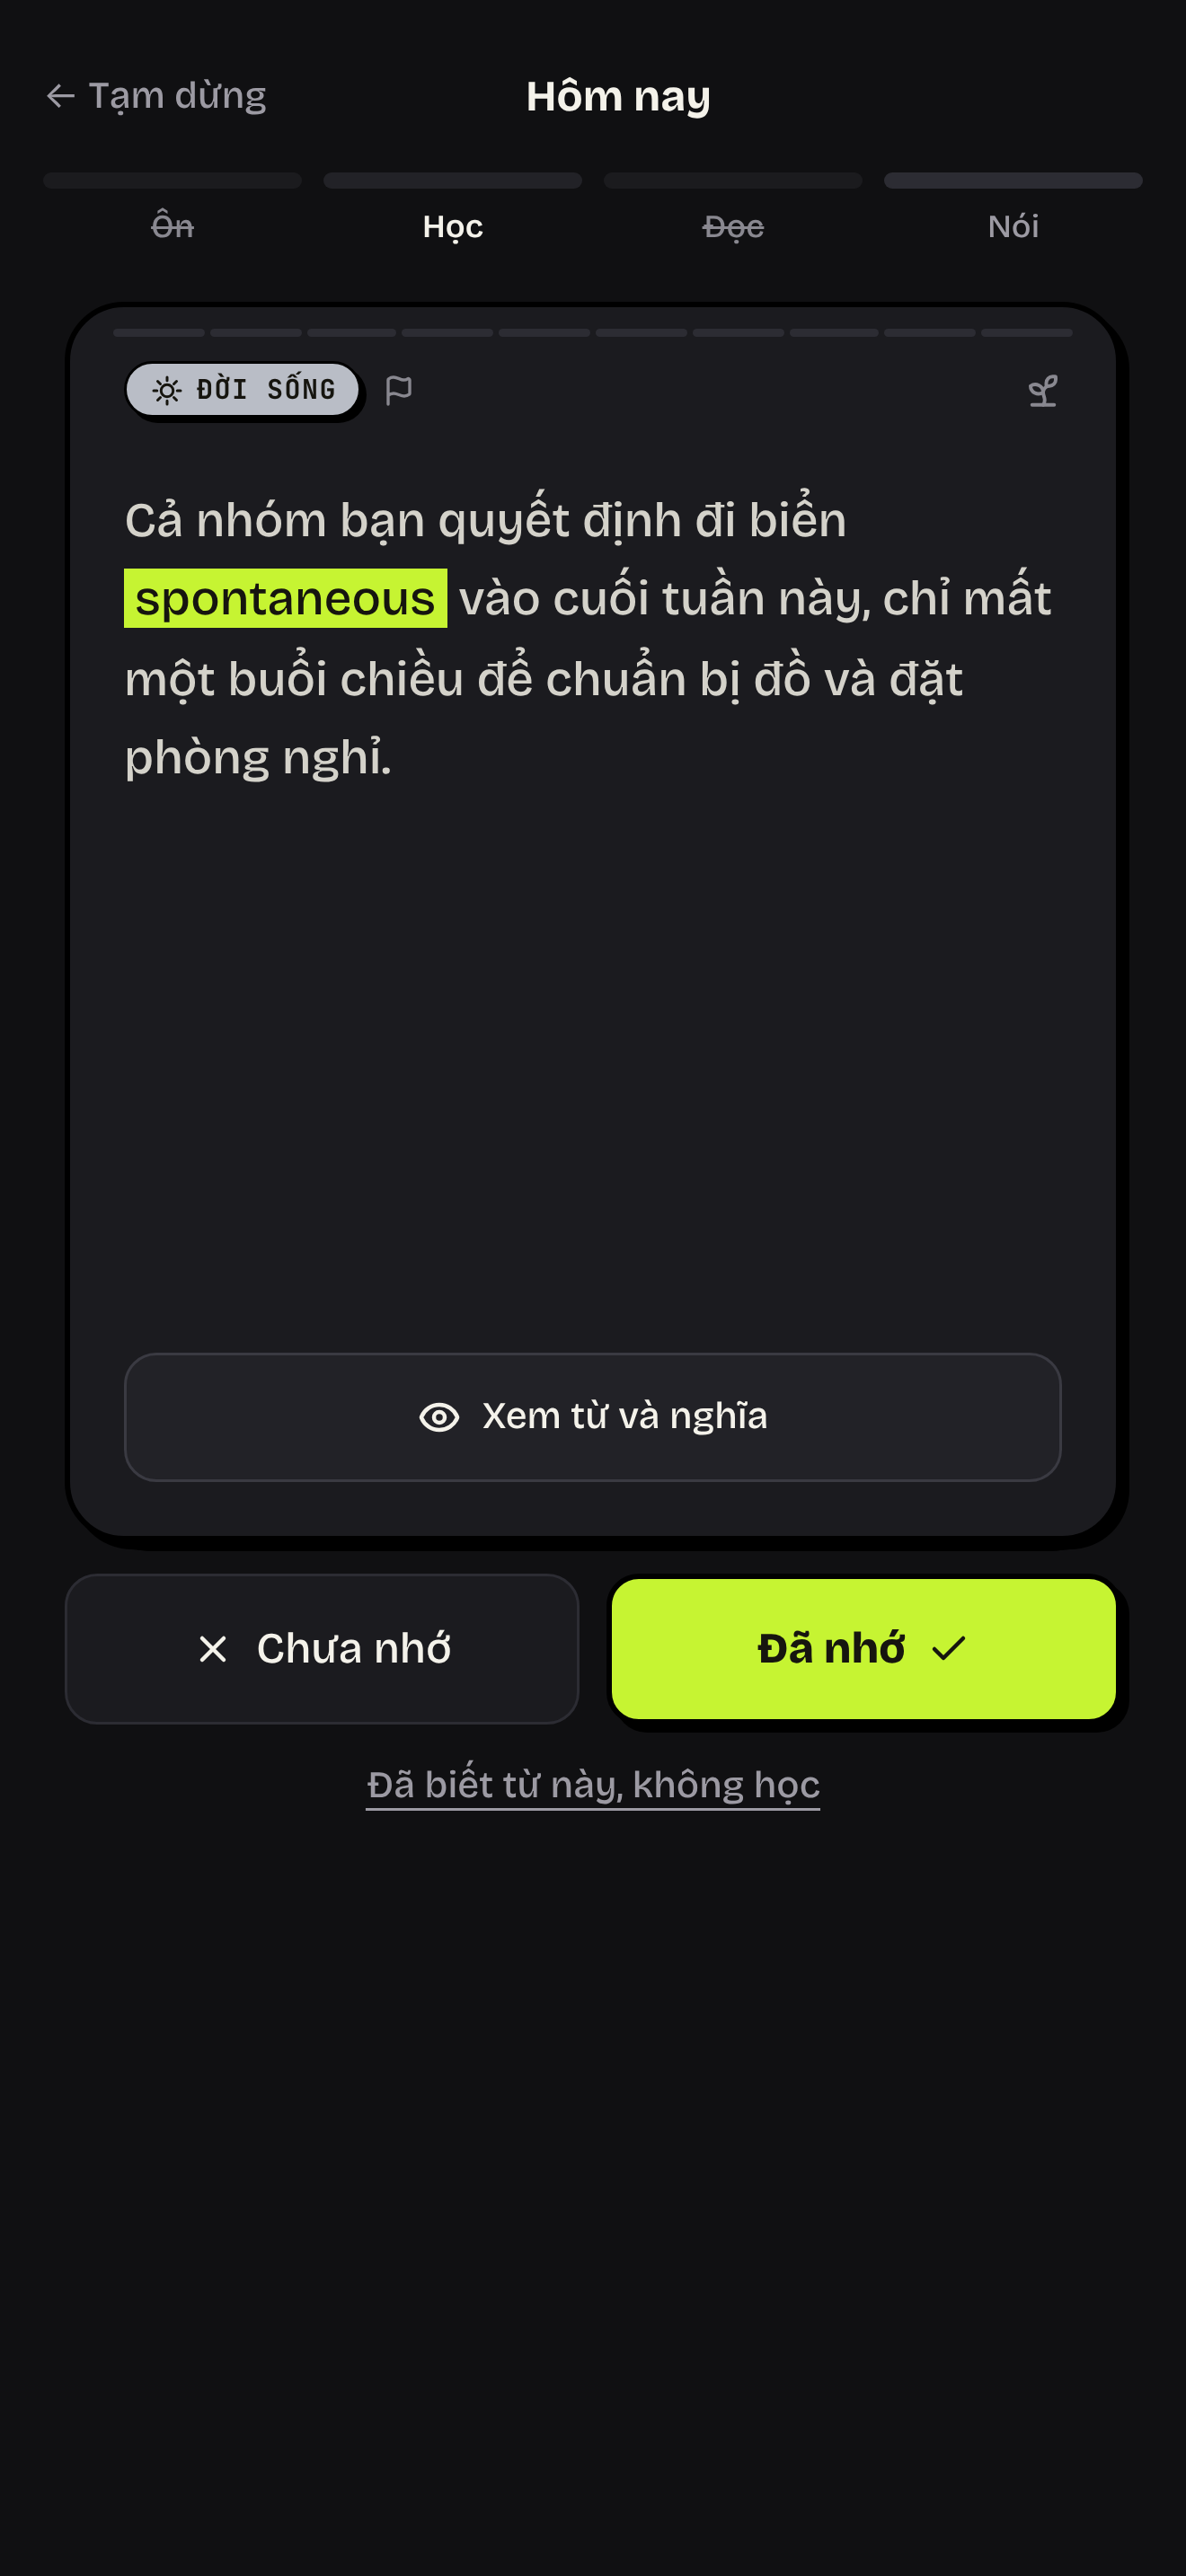 Tạm dừng
Hôm nay
Ôn
Học
Đọc
Nói
ĐỜI SỐNG
Cả nhóm bạn quyết định đi biển
spontaneous vào cuối tuần này, chỉ mất
một buổi chiều để chuẩn bị đồ và đặt
phòng nghỉ.
Xem từ và nghĩa
Chưa nhớ
Đã nhớ
Đã biết từ này, không học